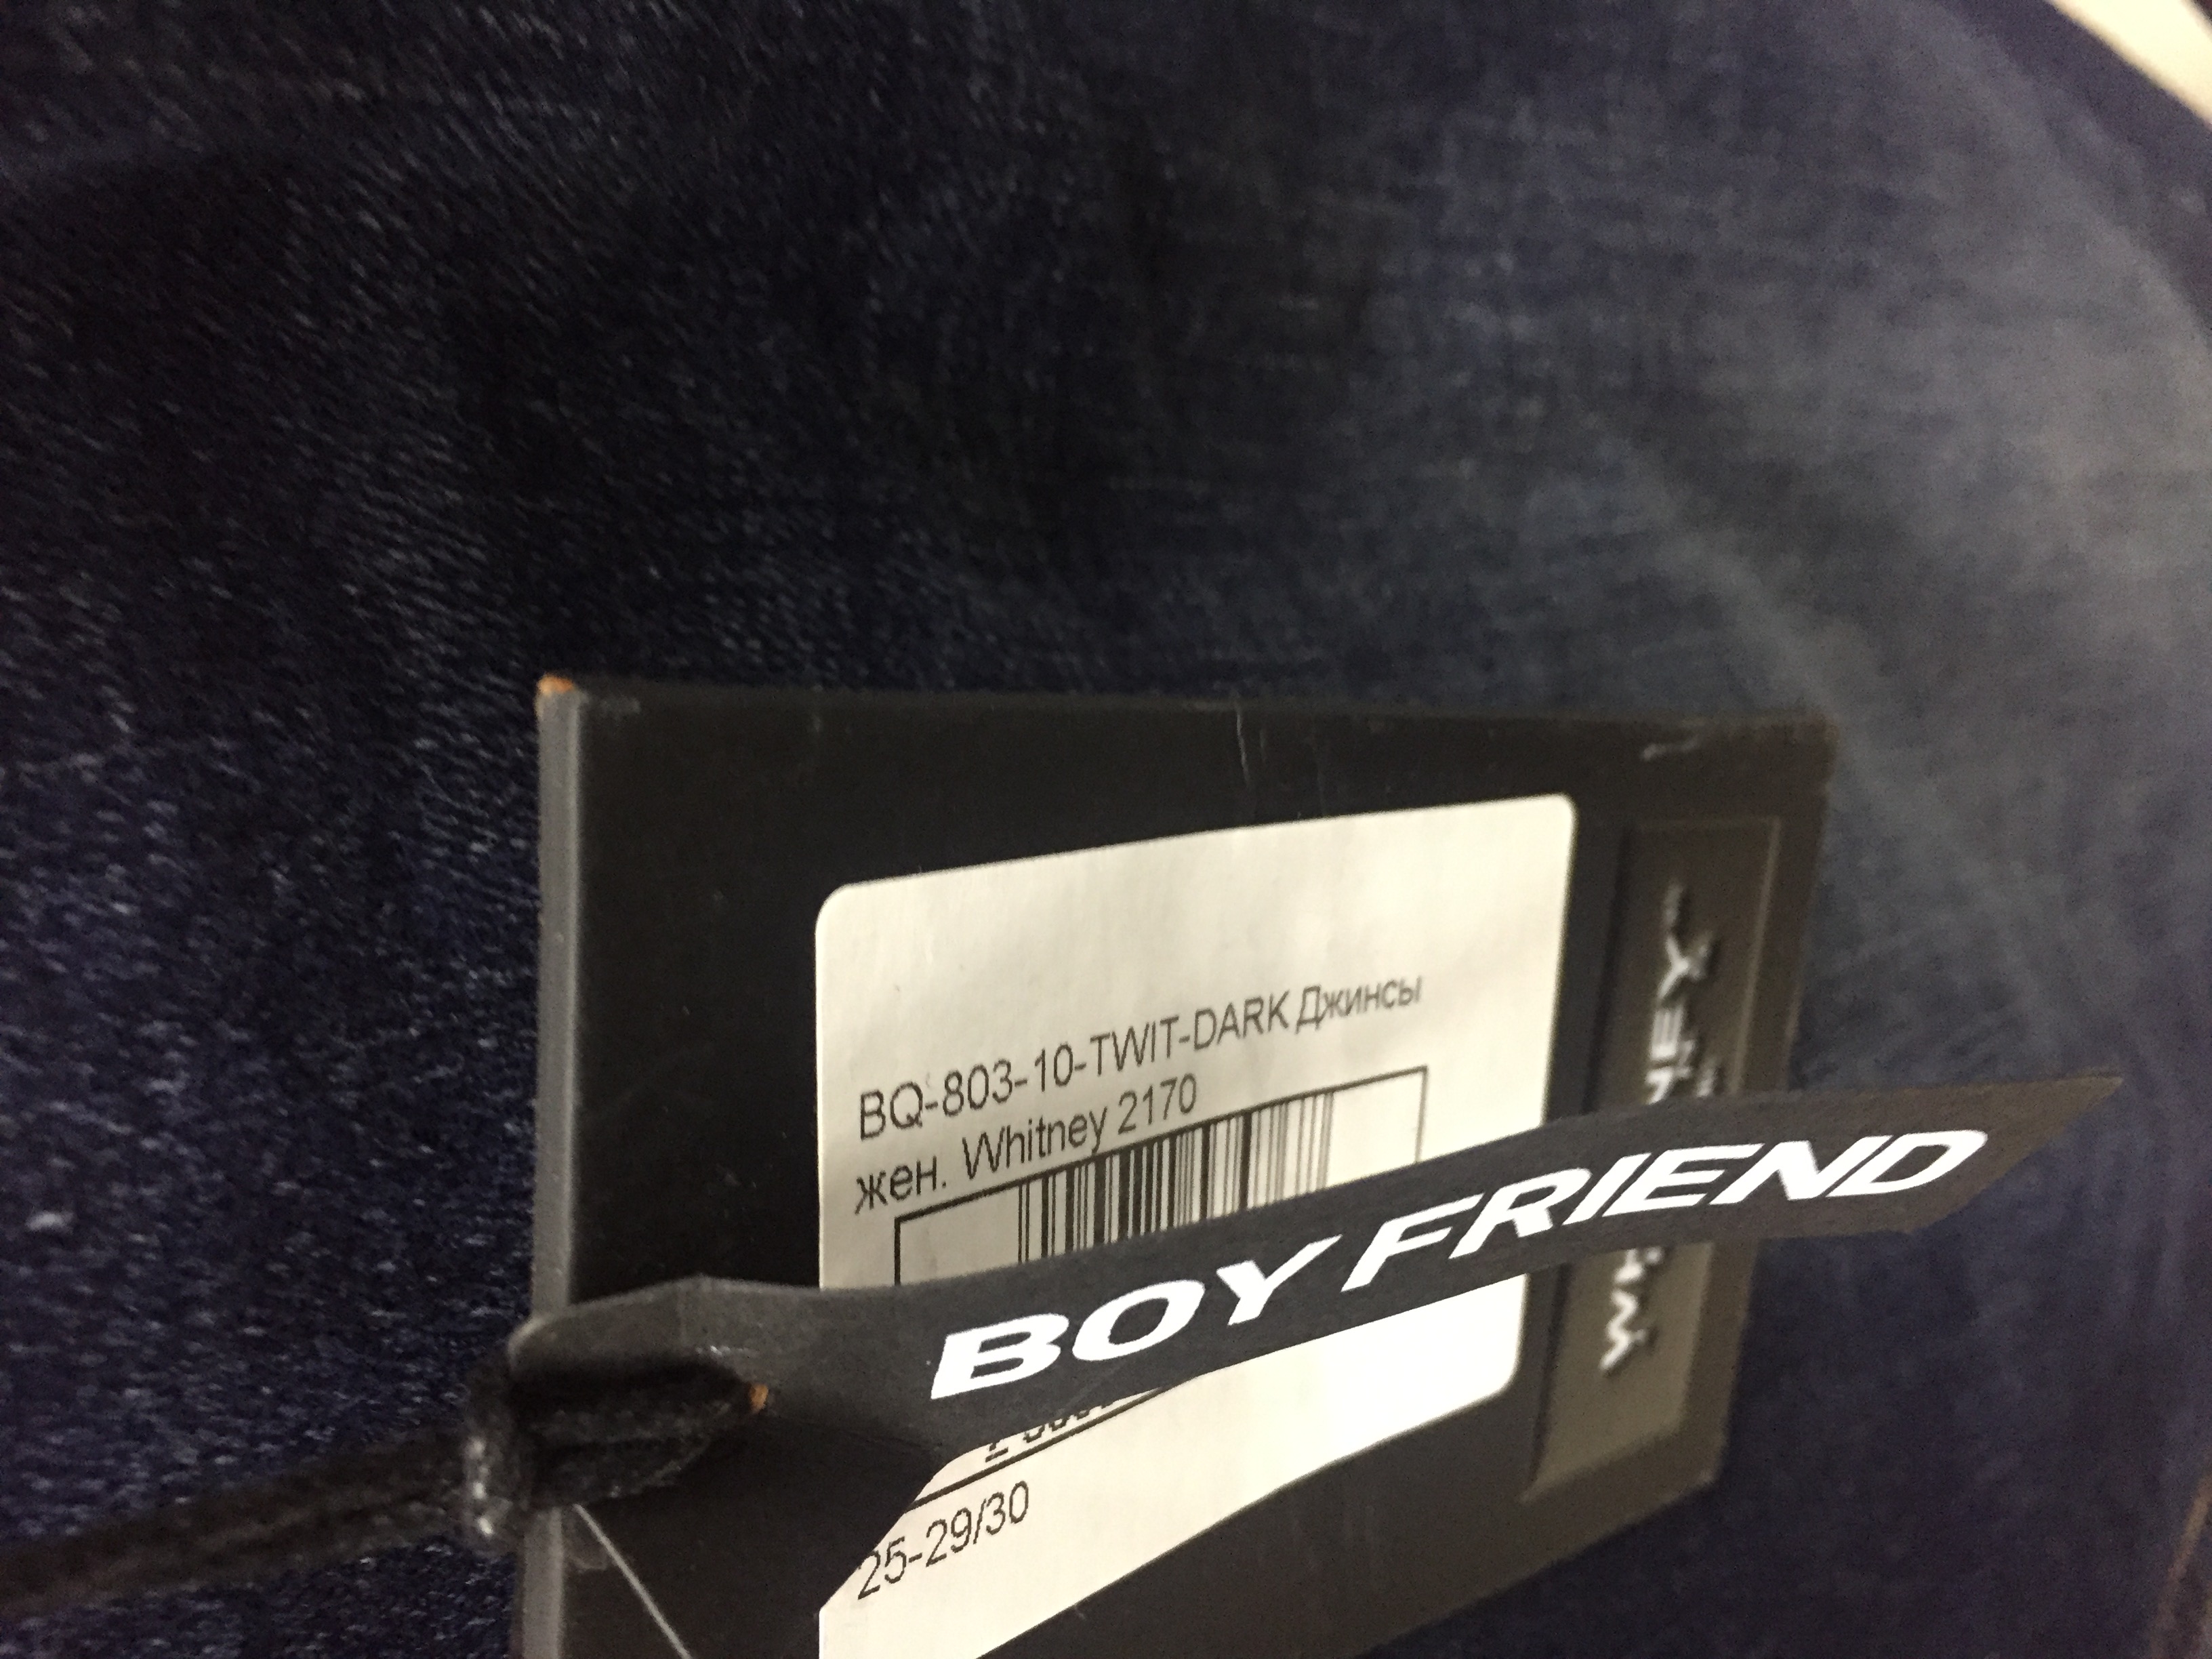 BQ-803-10-TWIT-DARK Джинсы
жен. Whitney 2170
BOY FRIEND
25-29/30